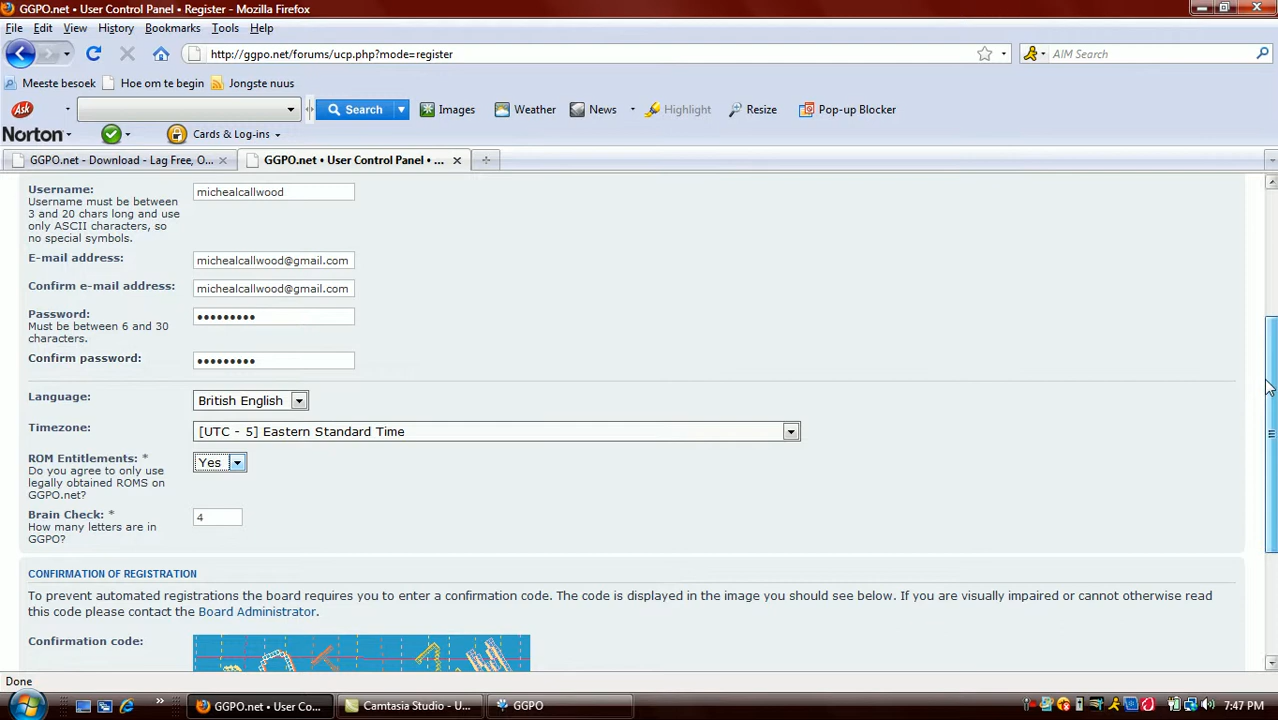 GGPO.net • User Control Panel • Register - Mozilla Firefox
File Edit View History Bookmarks Tools Help
http://ggpo.net/forums/ucp.php?mode=register
AIM Search
Meeste besoek Hoe om te begin Jongste nuus
Ask Search Images Weather News Highlight Resize Pop-up Blocker
Norton Cards & Log-ins
GGPO.net - Download - Lag Free, O... GGPO.net • User Control Panel • ...
Username: michealcallwood
Username must be between
3 and 20 chars long and use
only ASCII characters, so
no special symbols.
E-mail address: michealcallwood@gmail.com
Confirm e-mail address: michealcallwood@gmail.com
Password: •••••••••
Must be between 6 and 30
characters.
Confirm password: •••••••••
Language: British English
Timezone: [UTC - 5] Eastern Standard Time
ROM Entitlements: * Yes
Do you agree to only use
legally obtained ROMS on
GGPO.net?
Brain Check: * 4
How many letters are in
GGPO?
CONFIRMATION OF REGISTRATION
To prevent automated registrations the board requires you to enter a confirmation code. The code is displayed in the image you should see below. If you are visually impaired or cannot otherwise read
this code please contact the Board Administrator.
Confirmation code:
Done
GGPO.net • User Co... Camtasia Studio - U... GGPO 7:47 PM